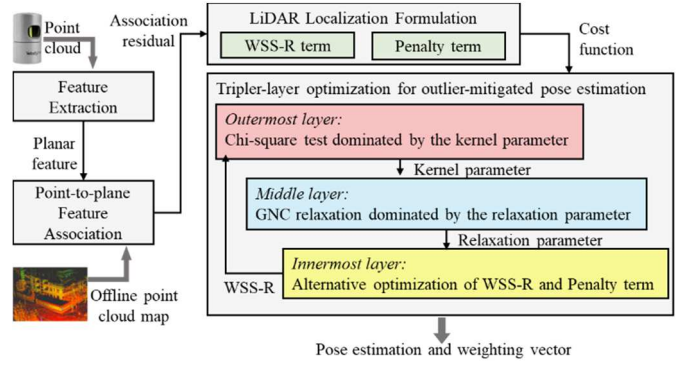 Point
cloud
Feature
Extraction
Planar
feature
Point-to-plane
Feature
Association
Offline point
cloud map
Association
residual
LiDAR Localization Formulation
WSS-R term
Penalty term
Cost
function
Tripler-layer optimization for outlier-mitigated pose estimation
Outermost layer:
Chi-square test dominated by the kernel parameter
Kernel parameter
Middle layer:
GNC relaxation dominated by the relaxation parameter
Relaxation parameter
Innermost layer:
Alternative optimization of WSS-R and Penalty term
WSS-R
Pose estimation and weighting vector